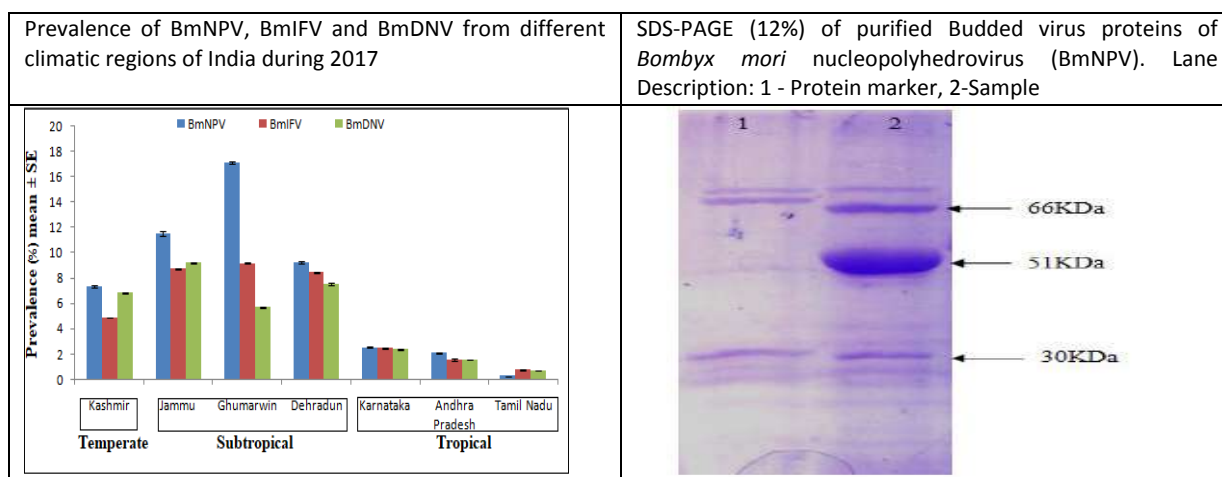 Prevalence of BmNPV, BmIFV and BmDNV from different
climatic regions of India during 2017
SDS-PAGE (12%) of purified Budded virus proteins of
Bombyx mori nucleopolyhedrovirus (BmNPV). Lane
Description: 1 - Protein marker, 2-Sample
Prevalence (%) mean ± SE
20
18
16
14
12
10
8
6
4
2
0
BmNPV BmIFV BmDNV
Kashmir Jammu Ghumarwin Dehradun Karnataka Andhra Pradesh Tamil Nadu
Temperate Subtropical Tropical
1 2
66KDa
51KDa
30KDa